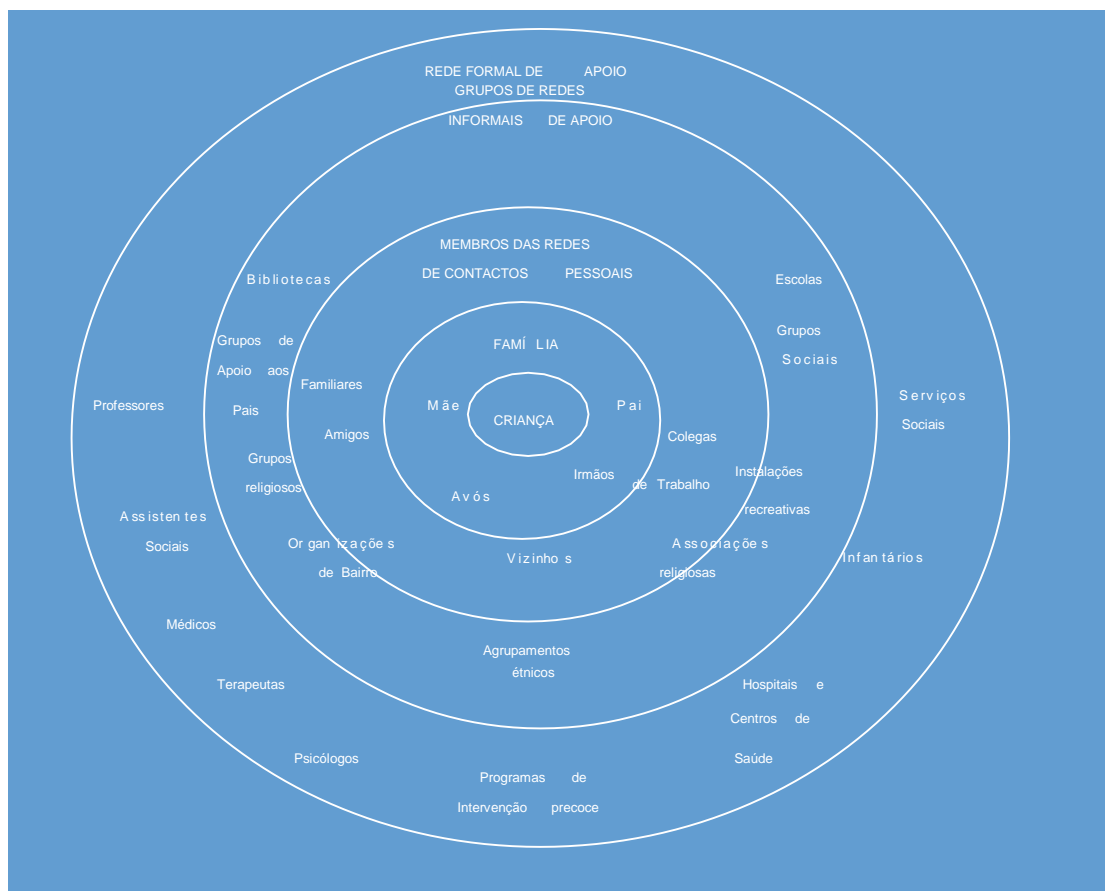 REDE FORMAL DE APOIO
GRUPOS DE REDES
INFORMAIS DE APOIO
MEMBROS DAS REDES
DE CONTACTOS PESSOAIS
Bibliotecas
Escolas
Grupos de
Apoio aos
Pais
Grupos
Sociais
FAMÍLIA
Familiares
Mãe
Pai
CRIANÇA
Professores
Serviços
Sociais
Amigos
Colegas
de Trabalho
Grupos
religiosos
Irmãos
Avós
Instalações
recreativas
Assistentes
Sociais
Organizações
de Bairro
Vizinhos
Associações
religiosas
Infantários
Médicos
Agrupamentos
étnicos
Terapeutas
Hospitais e
Centros de
Saúde
Psicólogos
Programas de
Intervenção precoce